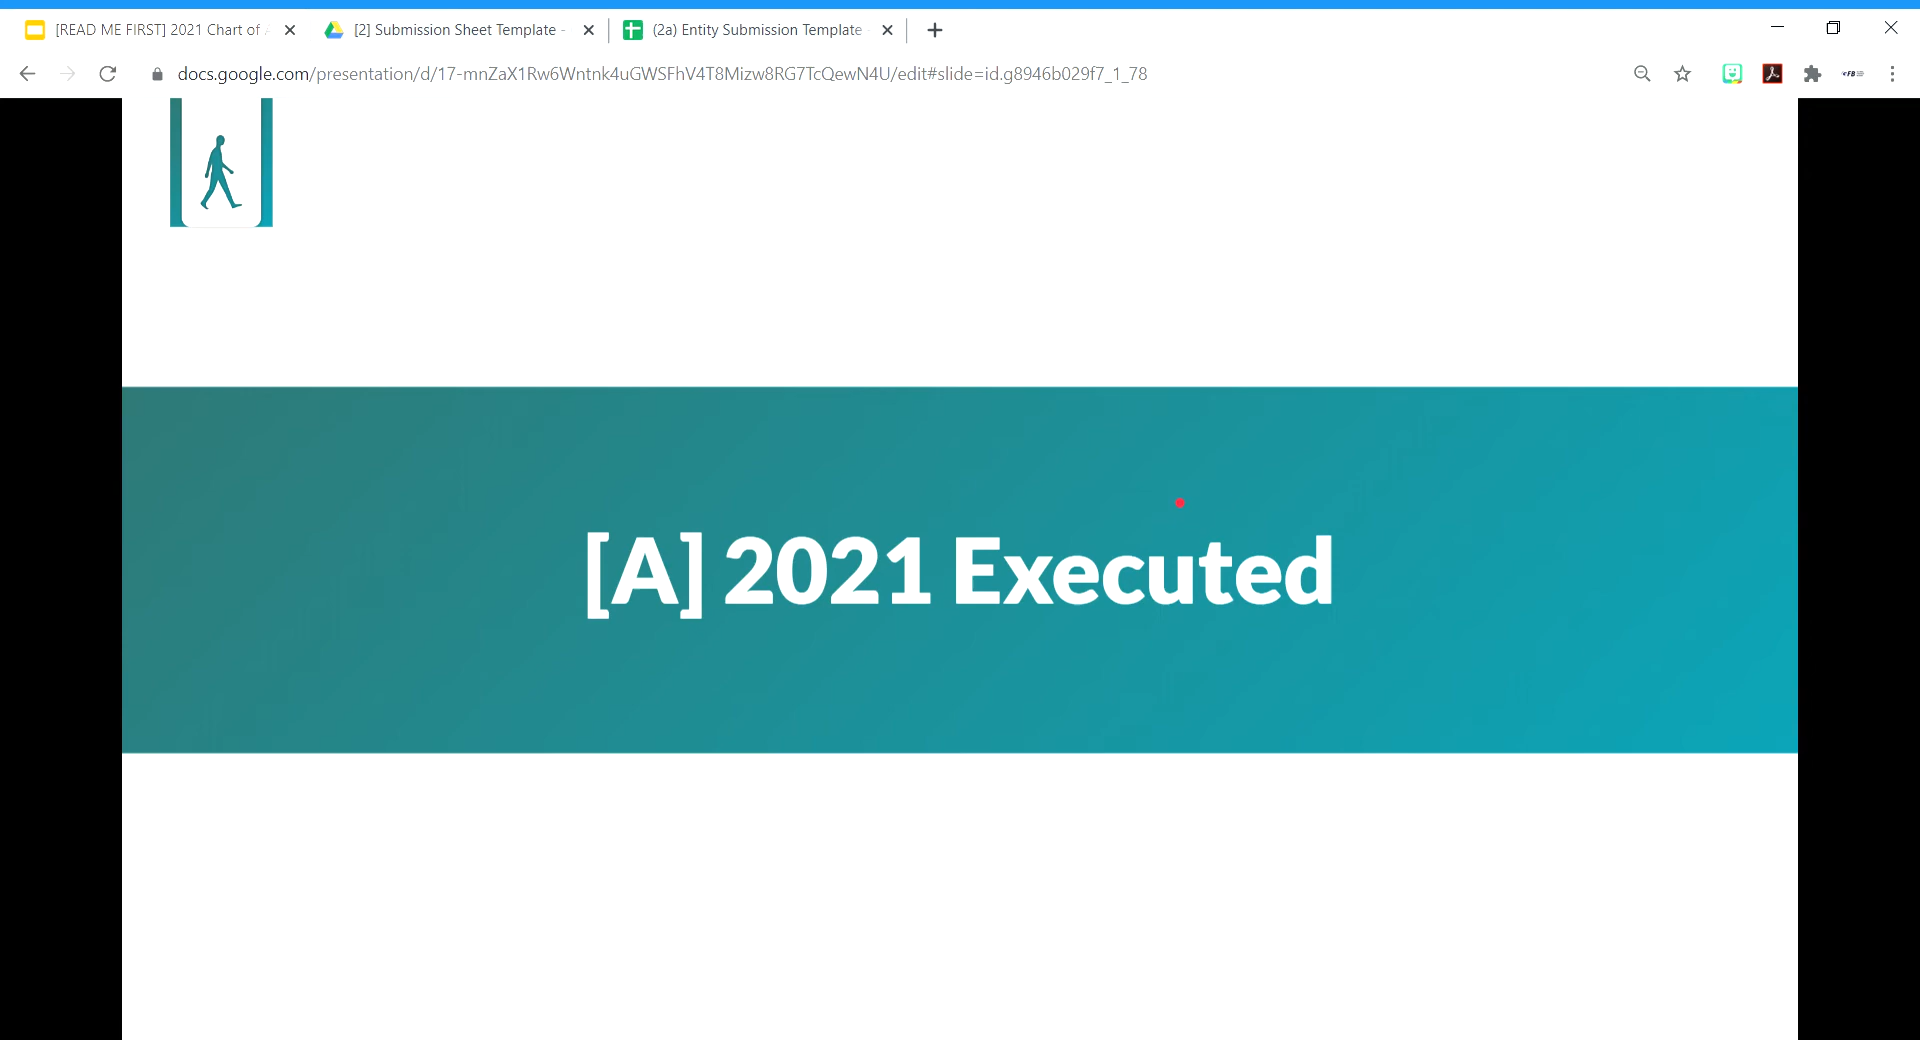 [READ ME FIRST] 2021 Chart of
[2] Submission Sheet Template -
(2a) Entity Submission Template
docs.google.com/presentation/d/17-mnZaX1Rw6Wntnk4uGWSFhV4T8Mizw8RG7TcQewN4U/edit#slide=id.g8946b029f7_1_78
[A] 2021 Executed